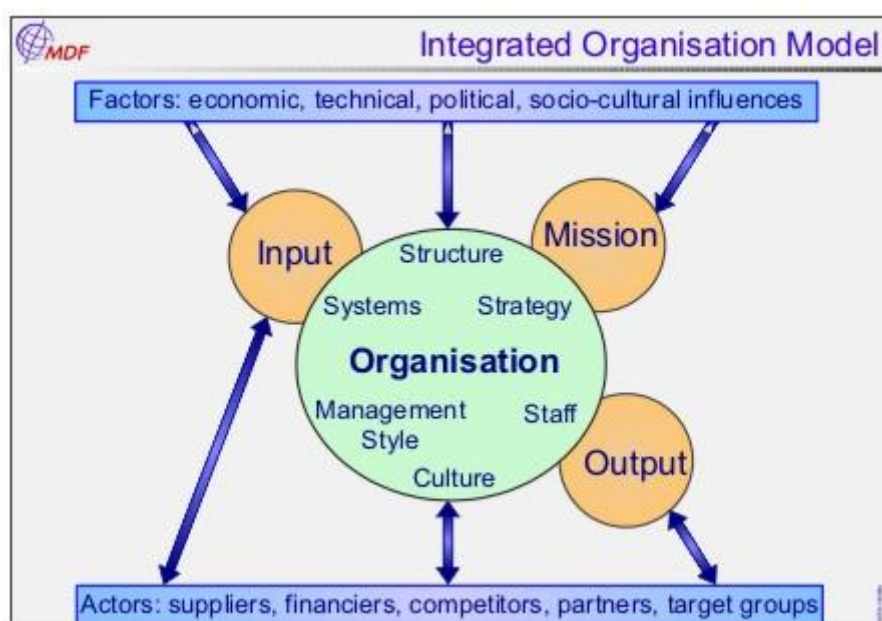 MDF
Integrated Organisation Model
Factors: economic, technical, political, socio-cultural influences
Input
Mission
Structure
Systems
Strategy
Organisation
Management
Style
Staff
Culture
Output
Actors: suppliers, financiers, competitors, partners, target groups